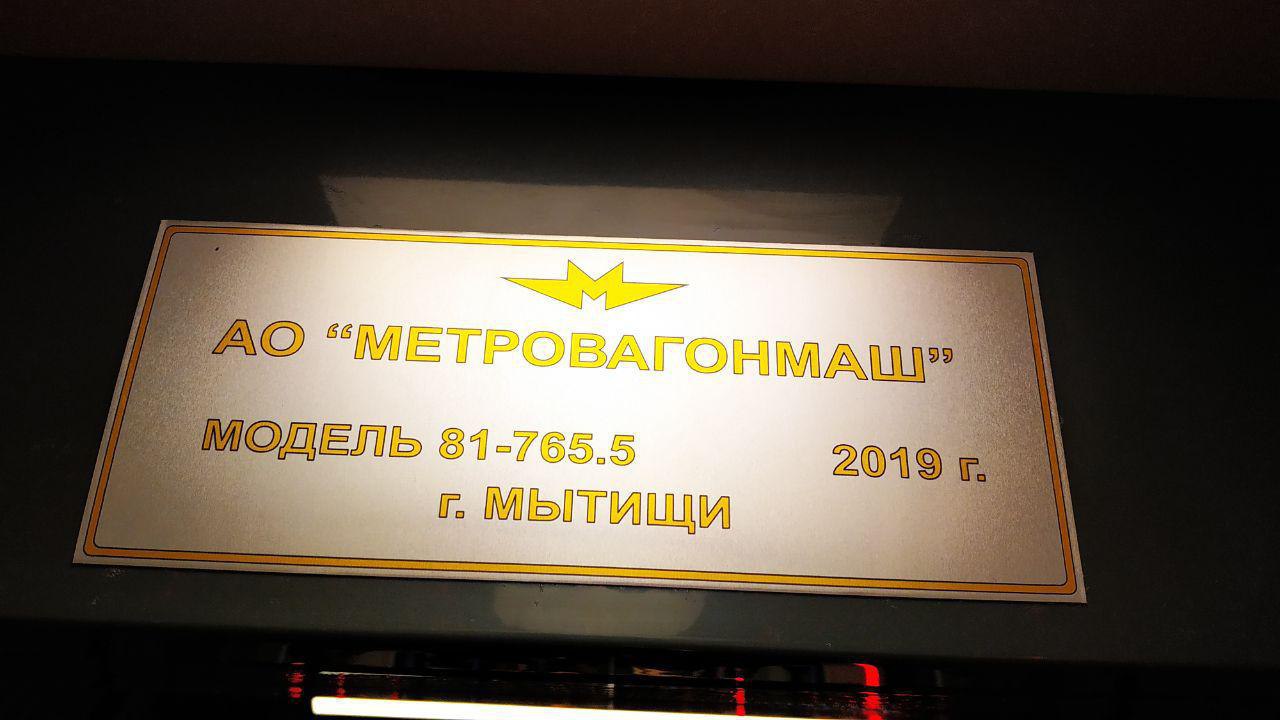 АО “МЕТРОВАГОНМАШ”
МОДЕЛЬ 81-765.5 2019 г.
г. МЫТИЩИ